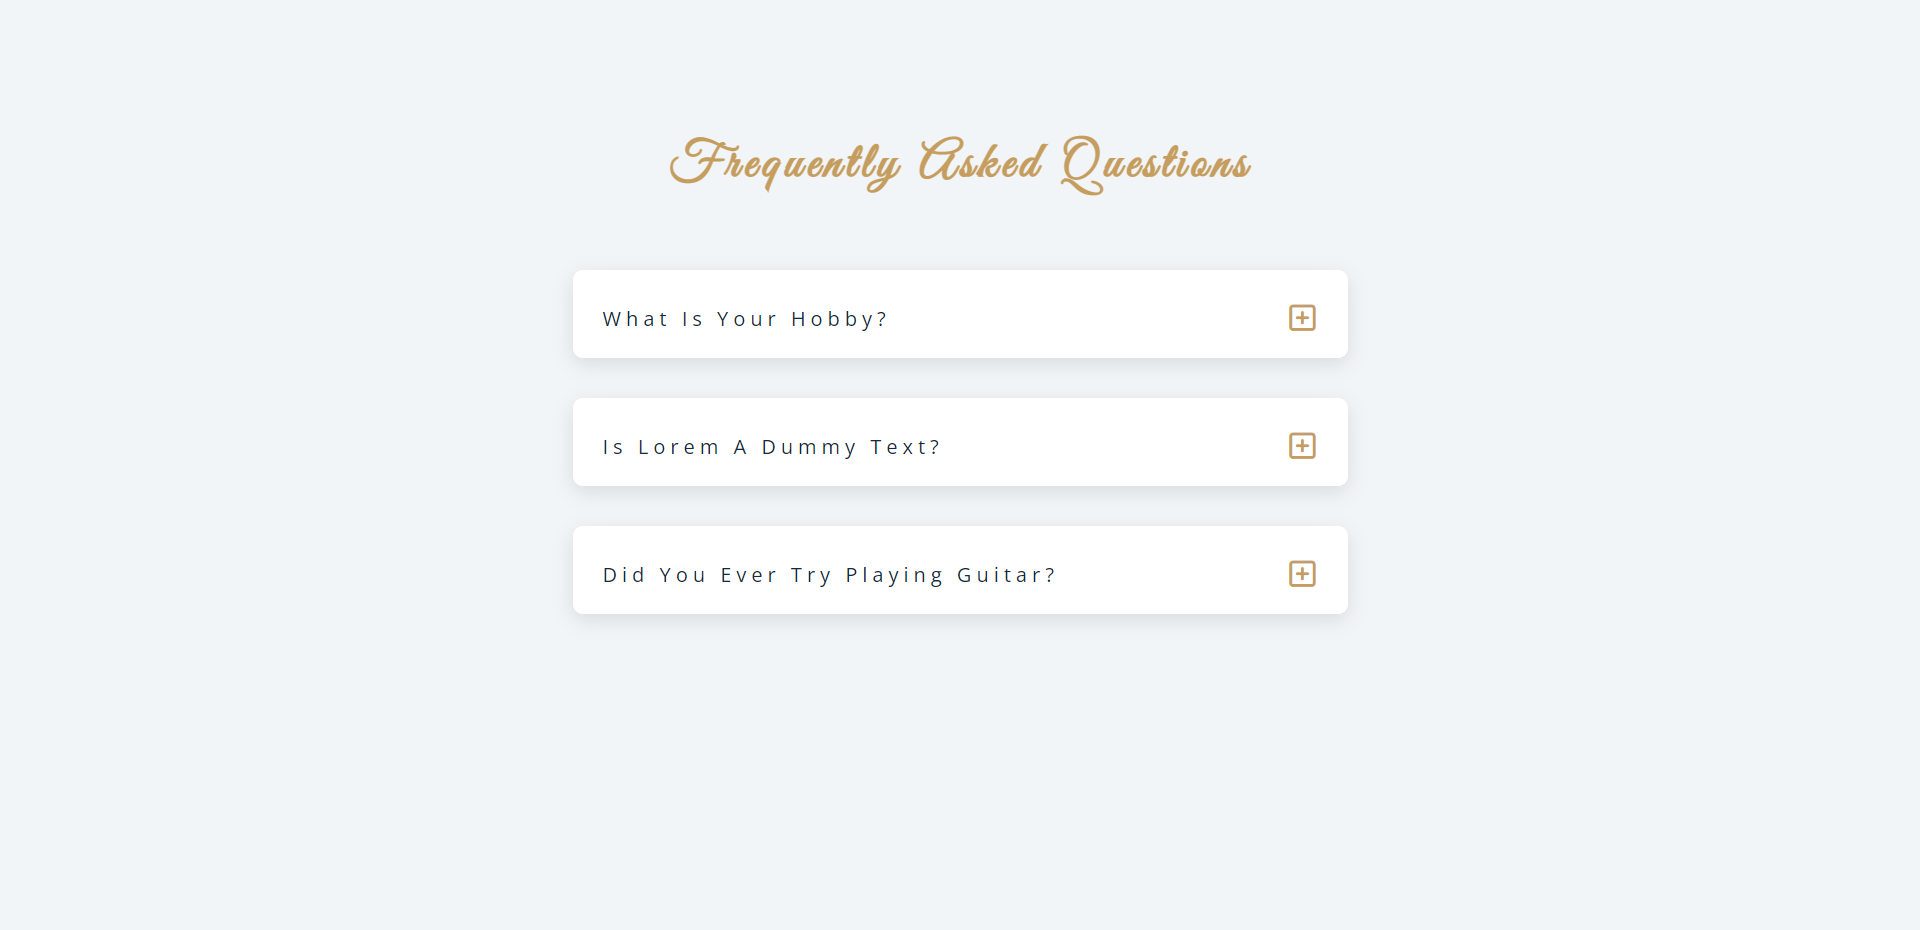 Frequently Asked Questions
What Is Your Hobby?
Is Lorem A Dummy Text?
Did You Ever Try Playing Guitar?